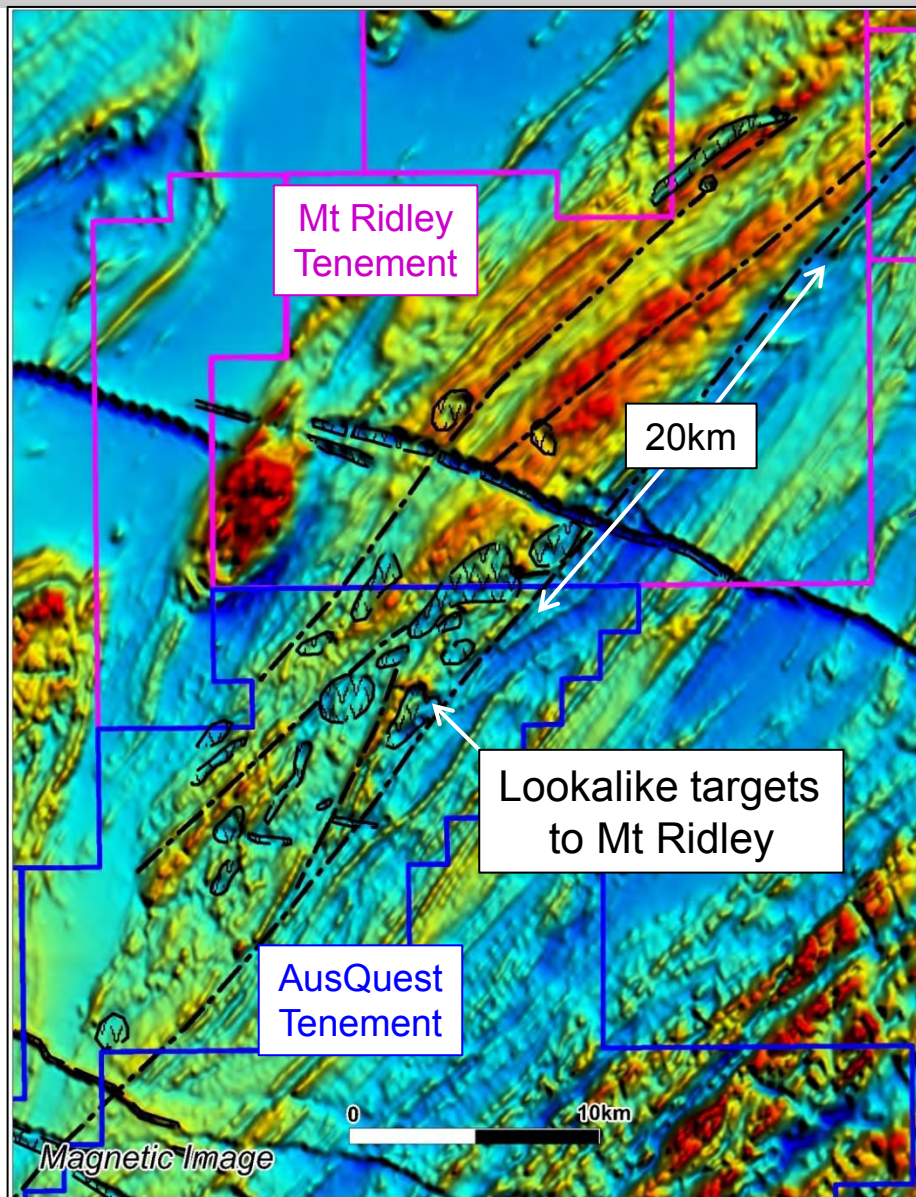 Mt Ridley
Tenement
20km
Lookalike targets
to Mt Ridley
AusQuest
Tenement
0
10km
Magnetic Image